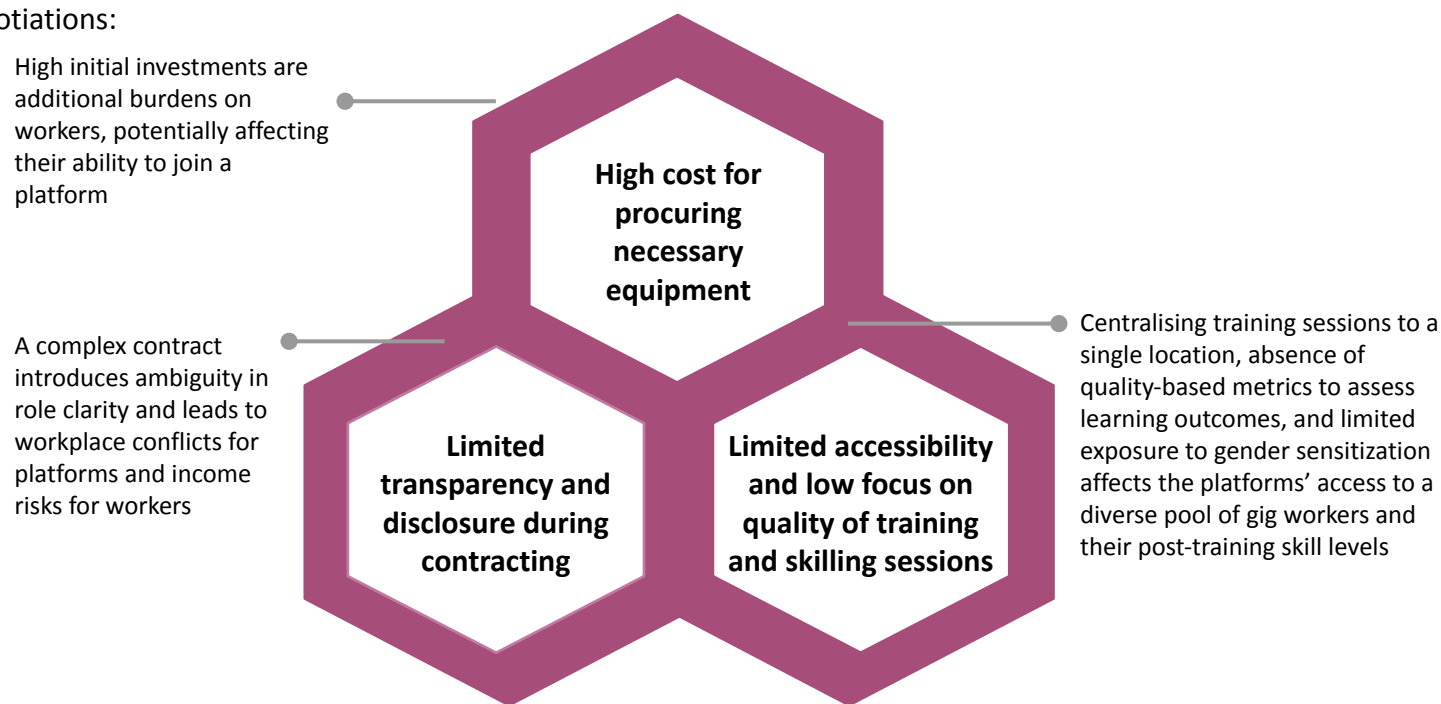 High initial investments are
additional burdens on
workers, potentially affecting
their ability to join a
platform
High cost for
procuring
necessary
equipment
A complex contract
introduces ambiguity in
role clarity and leads to
workplace conflicts for
platforms and income
risks for workers
Limited
transparency and
disclosure during
contracting
Limited accessibility
and low focus on
quality of training
and skilling sessions
Centralising training sessions to a
single location, absence of
quality-based metrics to assess
learning outcomes, and limited
exposure to gender sensitization
affects the platforms’ access to a
diverse pool of gig workers and
their post-training skill levels